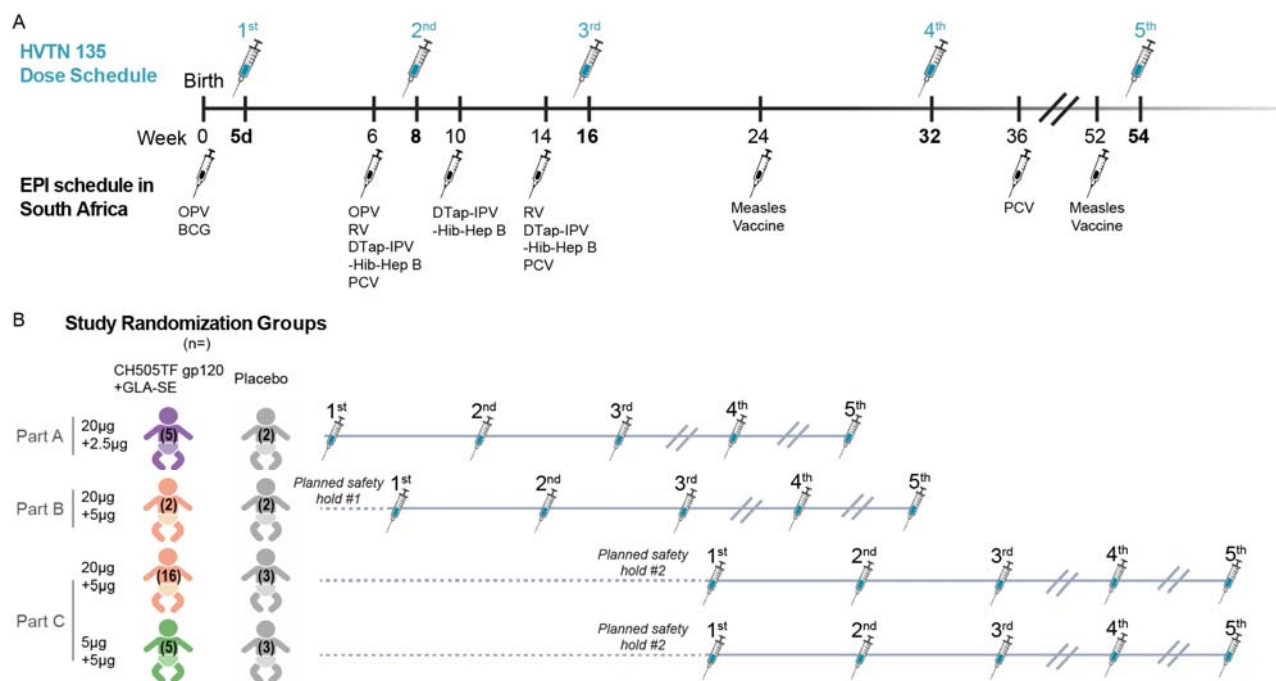 A
HVTN 135
Dose Schedule
1st 2nd 3rd 4th 5th
Birth
Week 0 5d 6 8 10 14 16 24 32 36 52 54
EPI schedule in
South Africa
OPV
BCG
OPV
RV
DTap-IPV
-Hib-Hep B
PCV
DTap-IPV
-Hib-Hep B
RV
DTap-IPV
-Hib-Hep B
PCV
Measles
Vaccine
PCV
Measles
Vaccine
B Study Randomization Groups
(n=)
CH505TF gp120
+GLA-SE
Placebo
Part A
20µg
+2.5µg
(5) (2)
1st 2nd 3rd 4th 5th
Part B
20µg
+5µg
(2) (2)
Planned safety
hold #1
1st 2nd 3rd 4th 5th
Part C
20µg
+5µg
(16) (3)
Planned safety
hold #2
1st 2nd 3rd 4th 5th
5µg
+5µg
(5) (3)
Planned safety
hold #2
1st 2nd 3rd 4th 5th